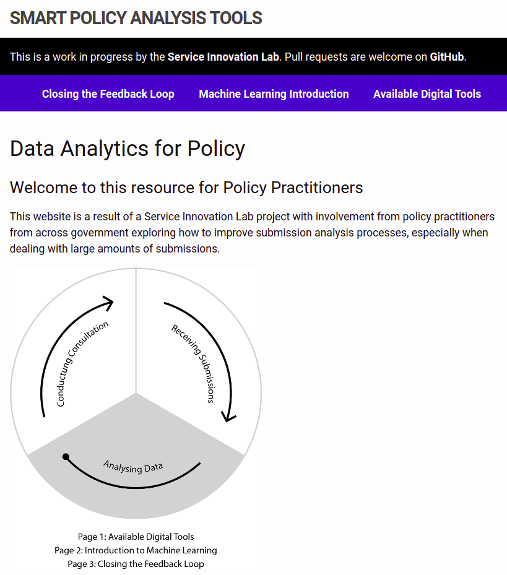 SMART POLICY ANALYSIS TOOLS
This is a work in progress by the Service Innovation Lab. Pull requests are welcome on GitHub.
Closing the Feedback Loop Machine Learning Introduction Available Digital Tools
Data Analytics for Policy
Welcome to this resource for Policy Practitioners
This website is a result of a Service Innovation Lab project with involvement from policy practitioners
from across government exploring how to improve submission analysis processes, especially when
dealing with large amounts of submissions.
Conductung Consultation
Receiving Submissions
Analysing Data
Page 1: Available Digital Tools
Page 2: Introduction to Machine Learning
Page 3: Closing the Feedback Loop